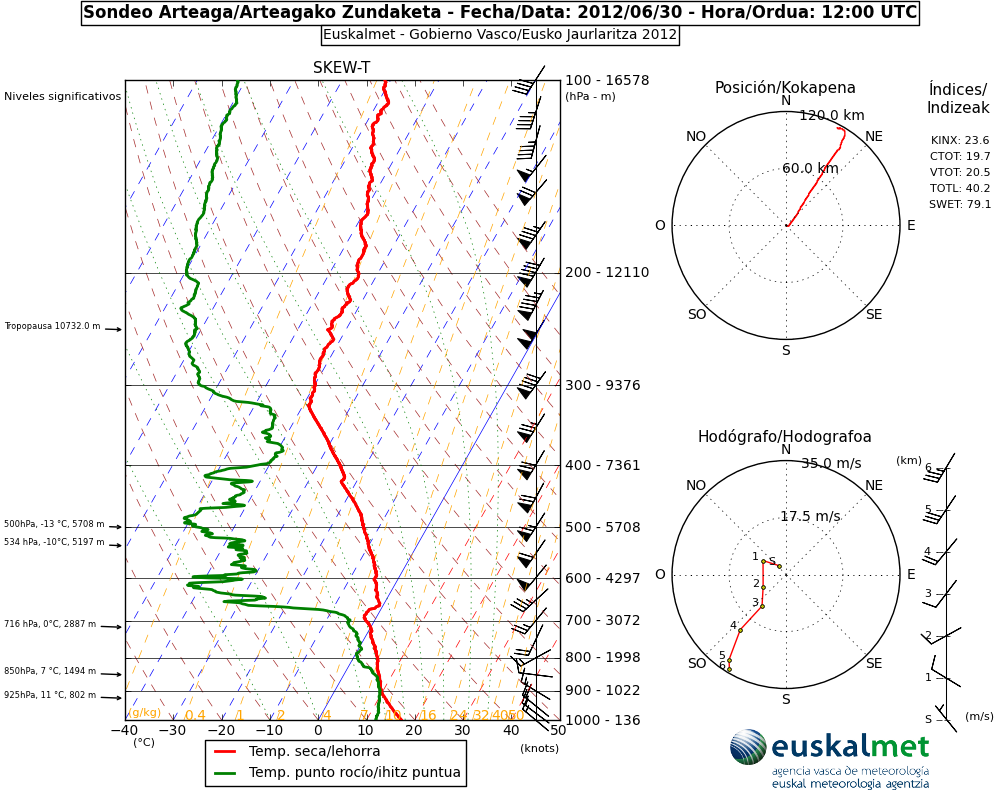 Sondeo Arteaga/Arteagako Zundaketa - Fecha/Data: 2012/06/30 - Hora/Ordua: 12:00 UTC
Euskalmet - Gobierno Vasco/Eusko Jaurlaritza 2012
SKEW-T
Niveles significativos
Tropopausa 10732.0 m
500hPa, -13 °C, 5708 m
534 hPa, -10°C, 5197 m
716 hPa, 0°C, 2887 m
850hPa, 7 °C, 1494 m
925hPa, 11 °C, 802 m
100 - 16578
(hPa - m)
200 - 12110
300 - 9376
400 - 7361
500 - 5708
600 - 4297
700 - 3072
800 - 1998
900 - 1022
1000 - 136
(g/kg) 0.4 1 2 4 7 10 16 24 32 40 50
−40 −30 −20 −10 0 10 20 30 40 50
(°C)
(knots)
Temp. seca/lehorra
Temp. punto rocío/ihitz puntua
Posición/Kokapena
N
120.0 km
NO
NE
60.0 km
O
E
SO
SE
S
Índices/
Indizeak
KINX: 23.6
CTOT: 19.7
VTOT: 20.5
TOTL: 40.2
SWET: 79.1
Hodógrafo/Hodografoa
N
35.0 m/s
NO
NE
17.5 m/s
O
E
S
1
2
3
4
5
6
SO
SE
S
(km)
6
5
4
3
2
1
S
(m/s)
euskalmet
agencia vasca de meteorología
euskal meteorologia agentzia